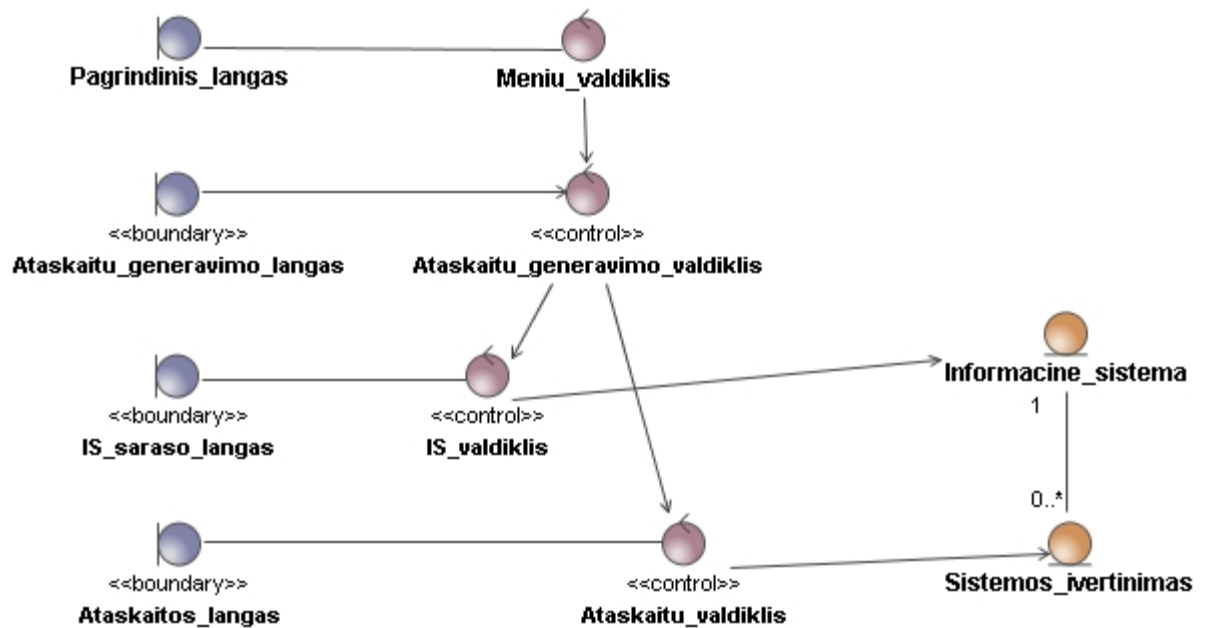 Pagrindinis_langas
Meniu_valdiklis
<<boundary>>
Ataskaitu_generavimo_langas
<<control>>
Ataskaitu_generavimo_valdiklis
<<boundary>>
IS_saraso_langas
<<control>>
IS_valdiklis
Informacine_sistema
1
0..*
<<boundary>>
Ataskaitos_langas
<<control>>
Ataskaitu_valdiklis
Sistemos_ivertinimas